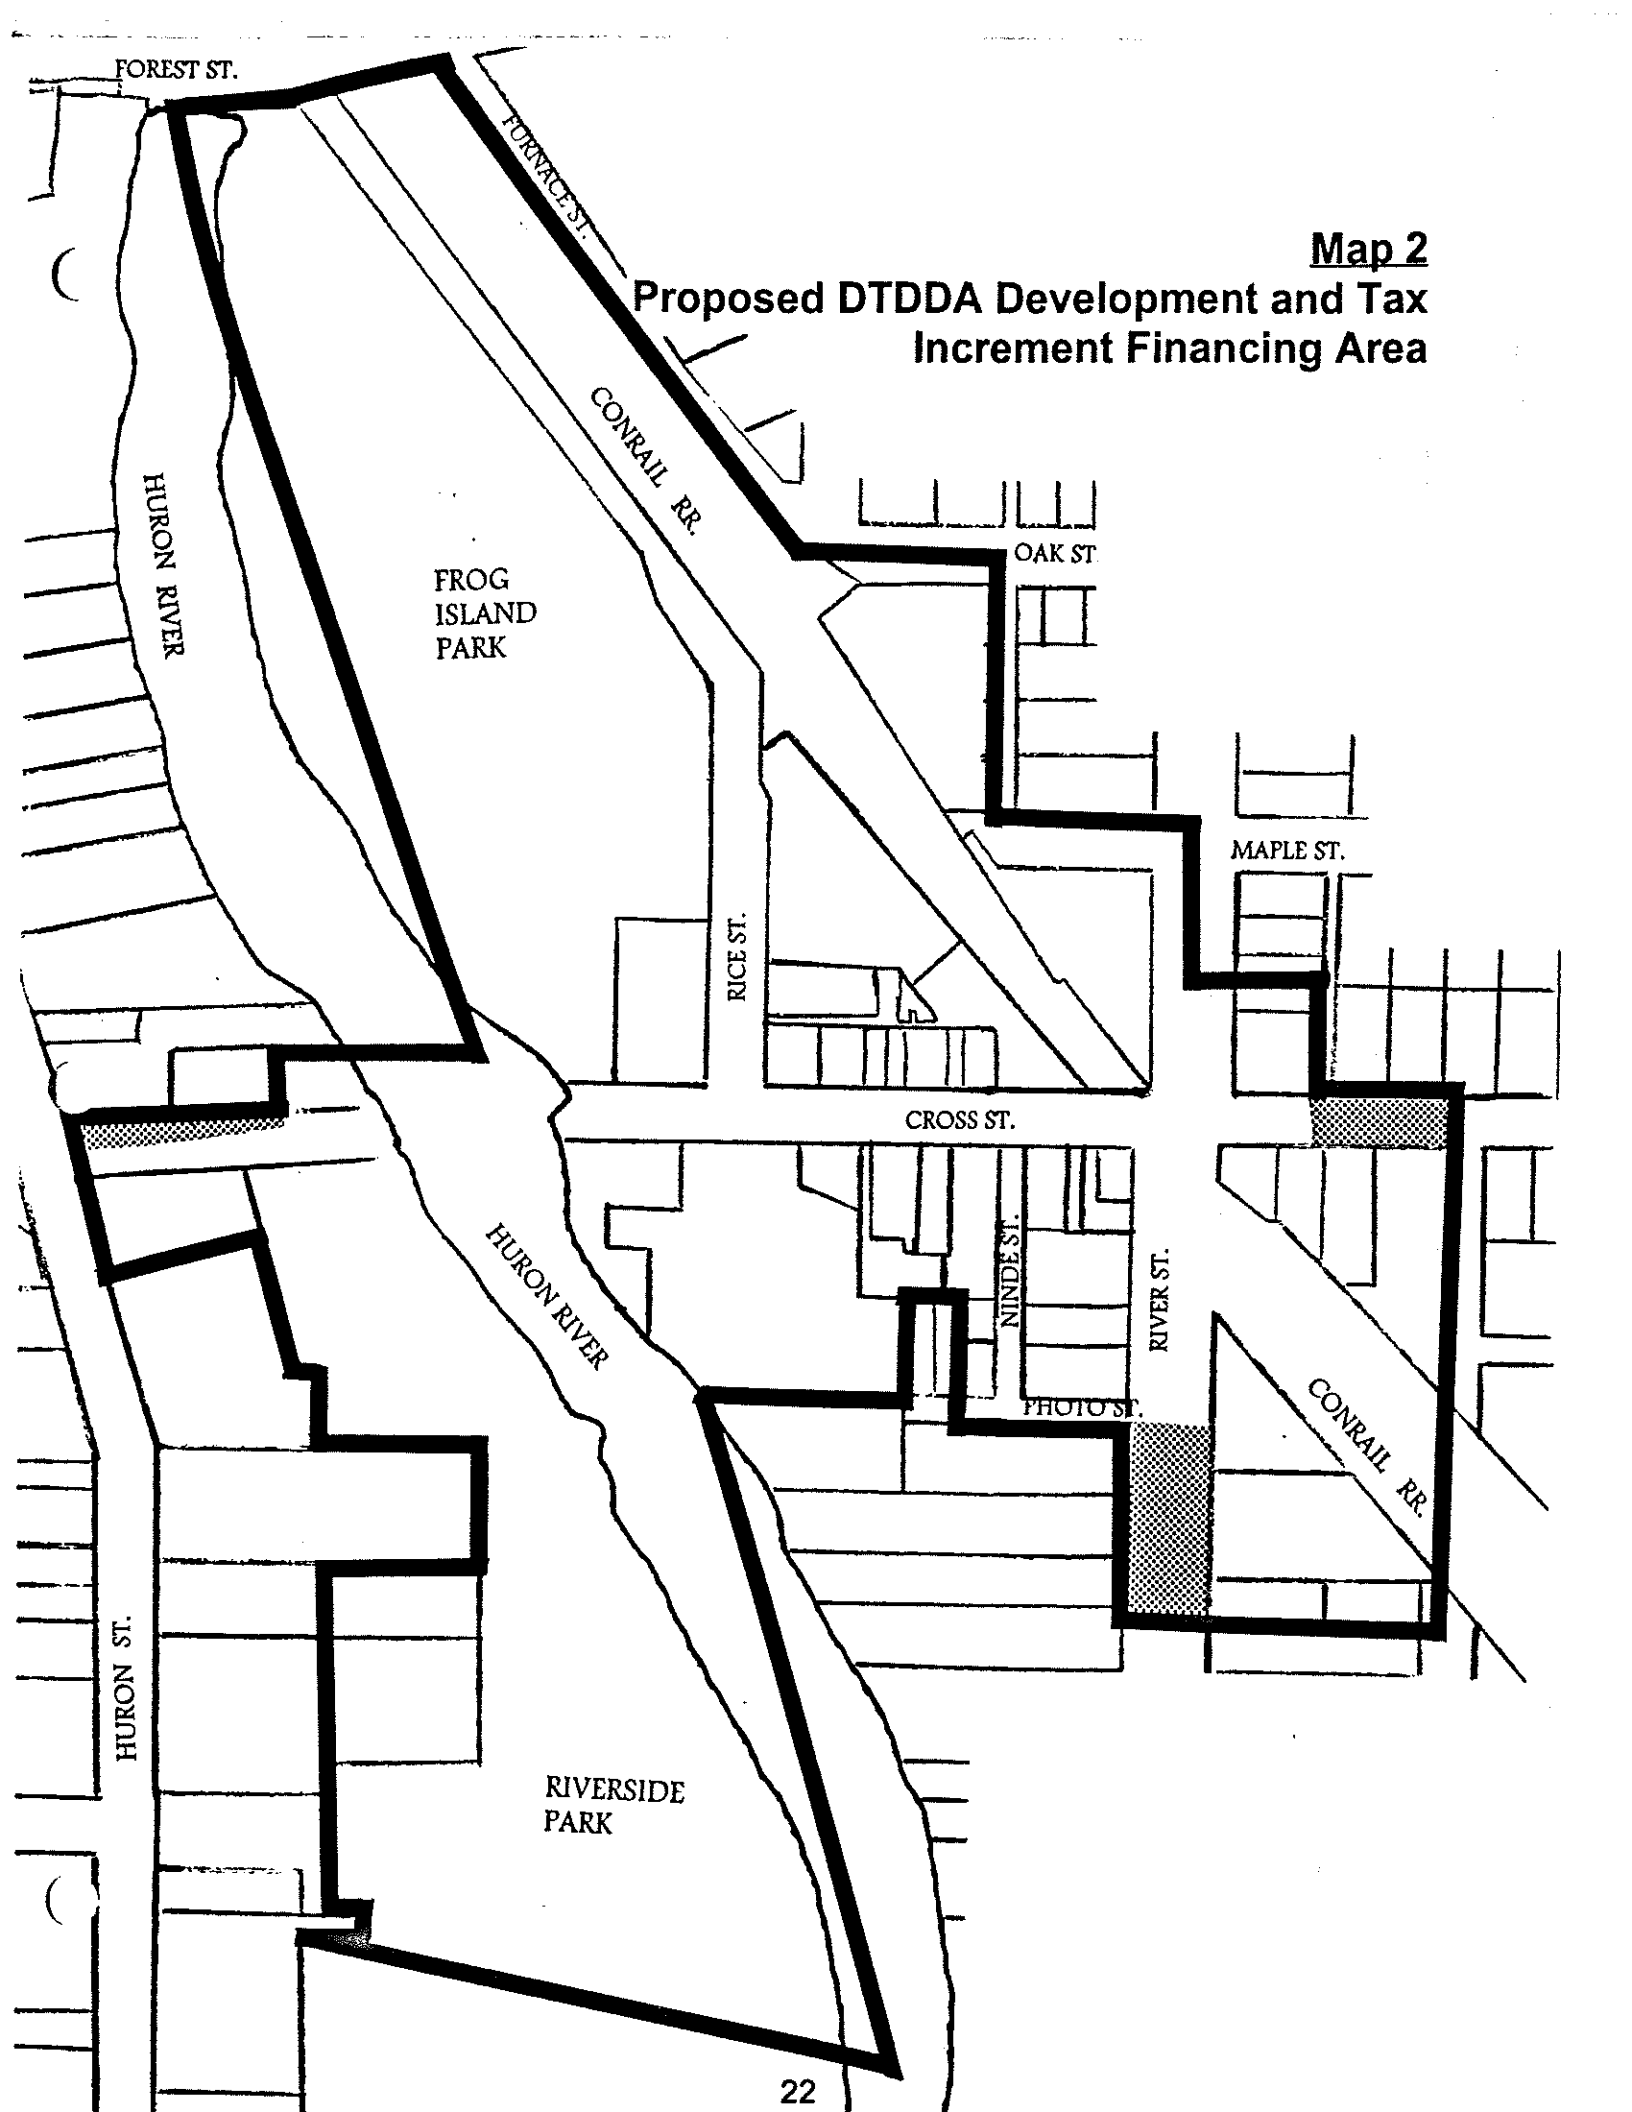 FOREST ST.
FURNACE ST.
Map 2
Proposed DTDDA Development and Tax
Increment Financing Area
CONRAIL RR.
HURON RIVER
OAK ST.
FROG
ISLAND
PARK
MAPLE ST.
RICE ST.
CROSS ST.
HURON RIVER
NINDE ST.
RIVER ST.
PHOTO ST.
CONRAIL RR.
HURON ST.
RIVERSIDE
PARK
22